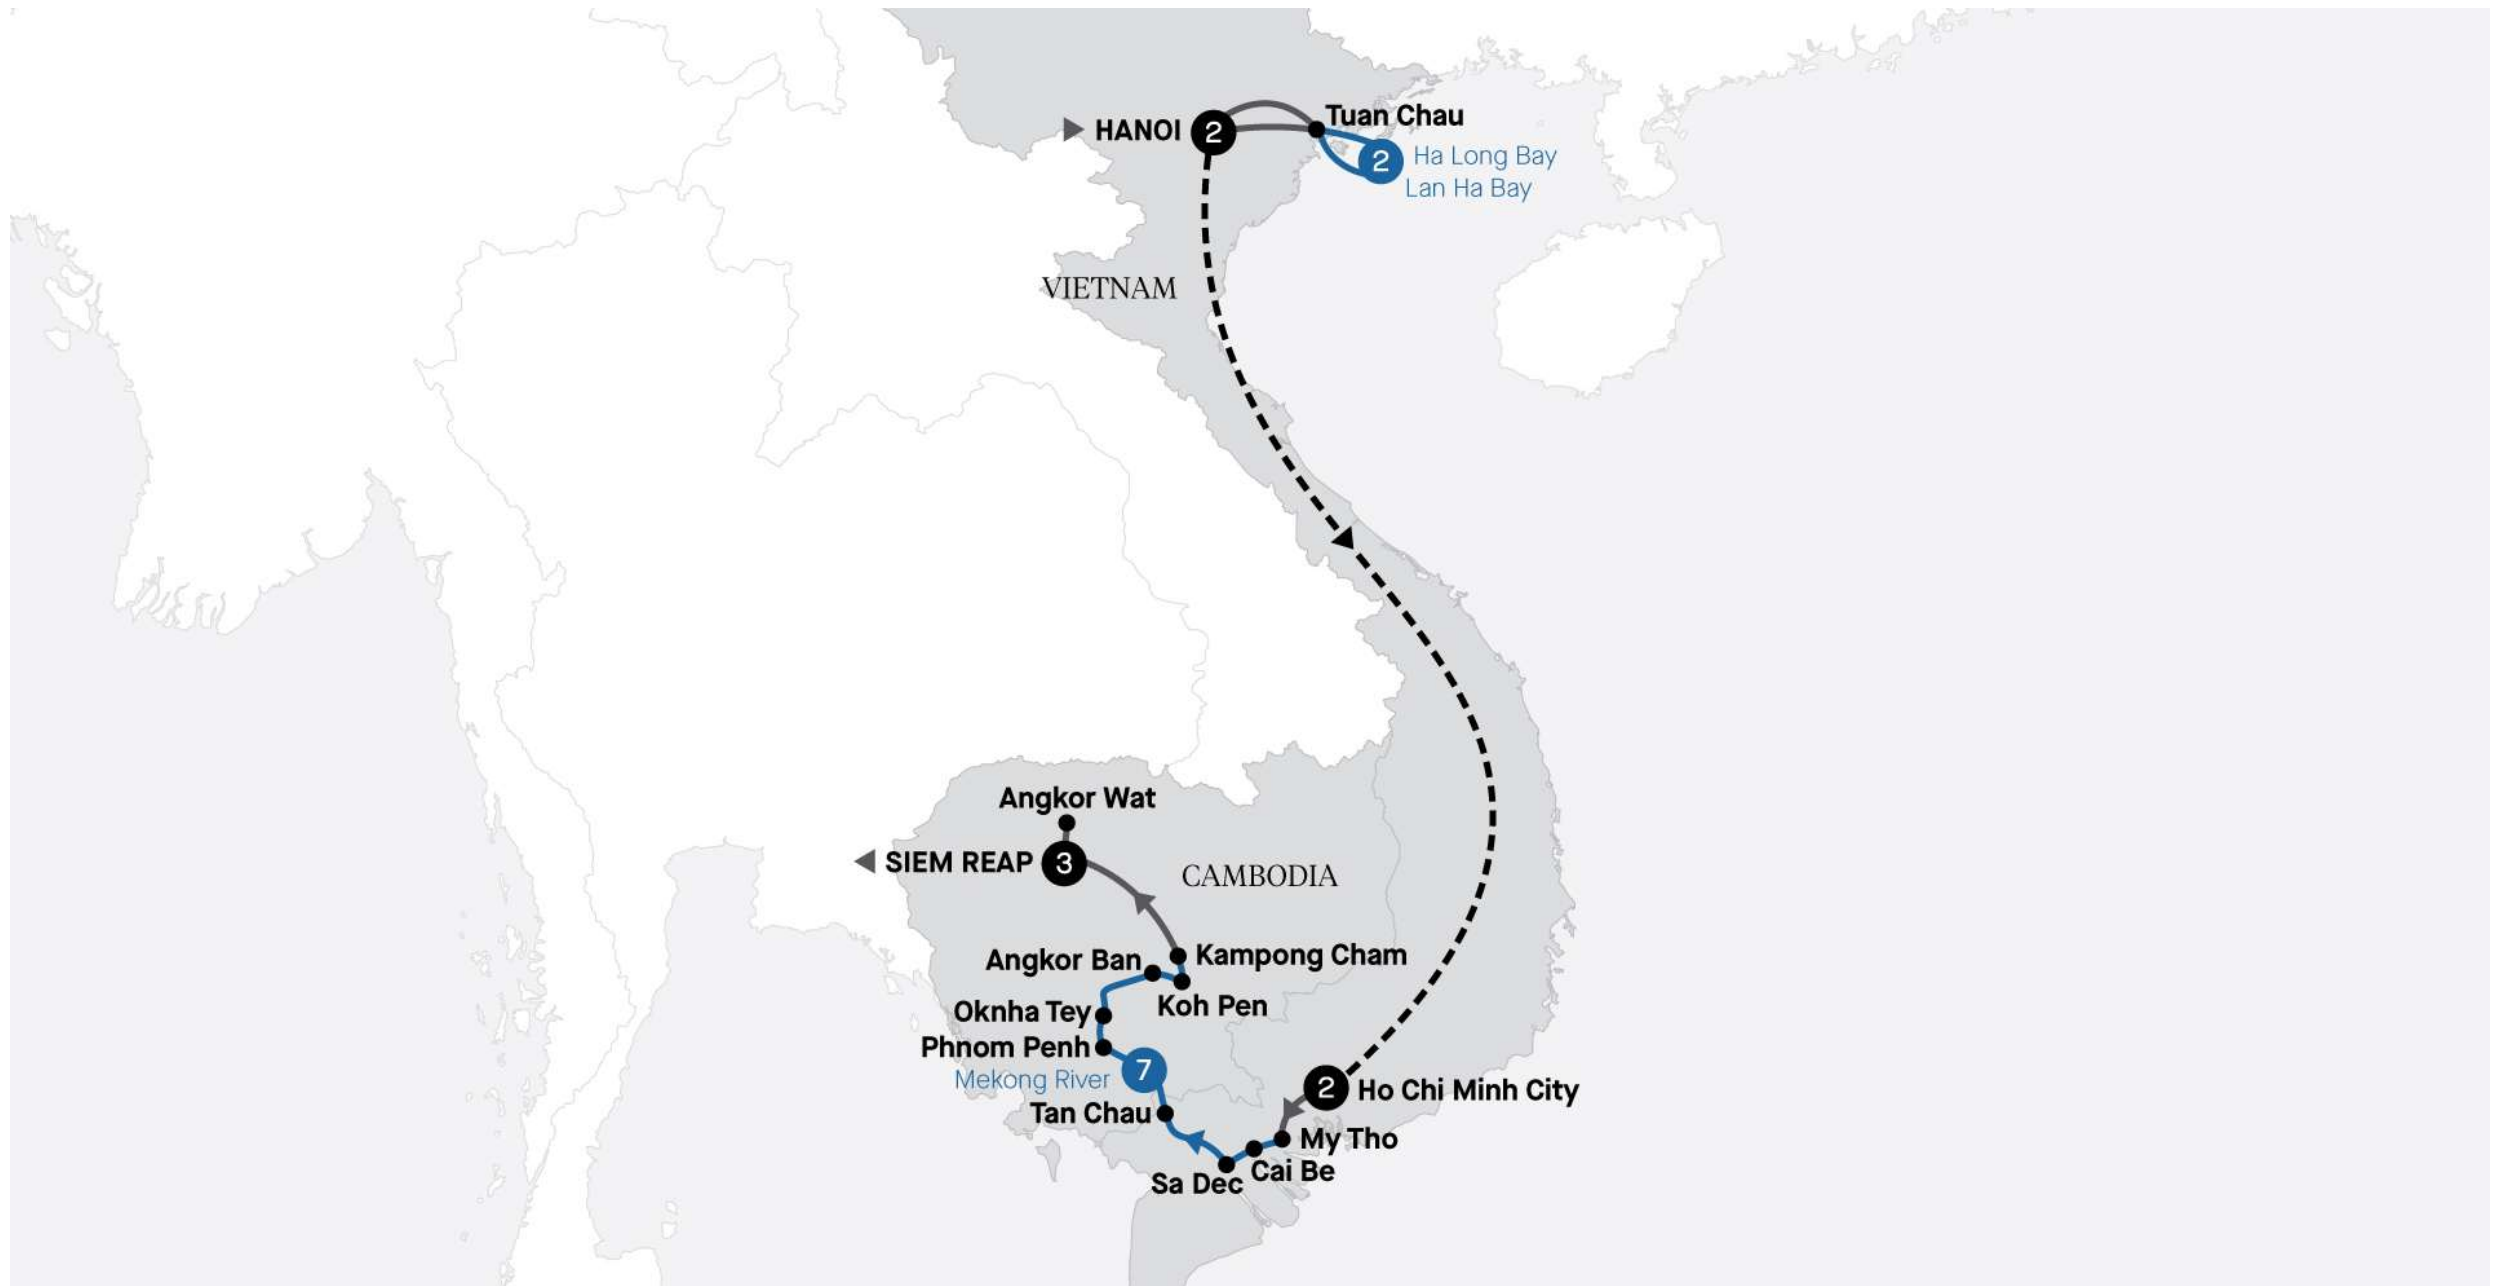 Tuan Chau
HANOI 2
2 Ha Long Bay
Lan Ha Bay
VIETNAM
Angkor Wat
SIEM REAP 3
CAMBODIA
Kampong Cham
Angkor Ban
Koh Pen
Oknha Tey
Phnom Penh
7
Mekong River
2 Ho Chi Minh City
Tan Chau
My Tho
Cai Be
Sa Dec